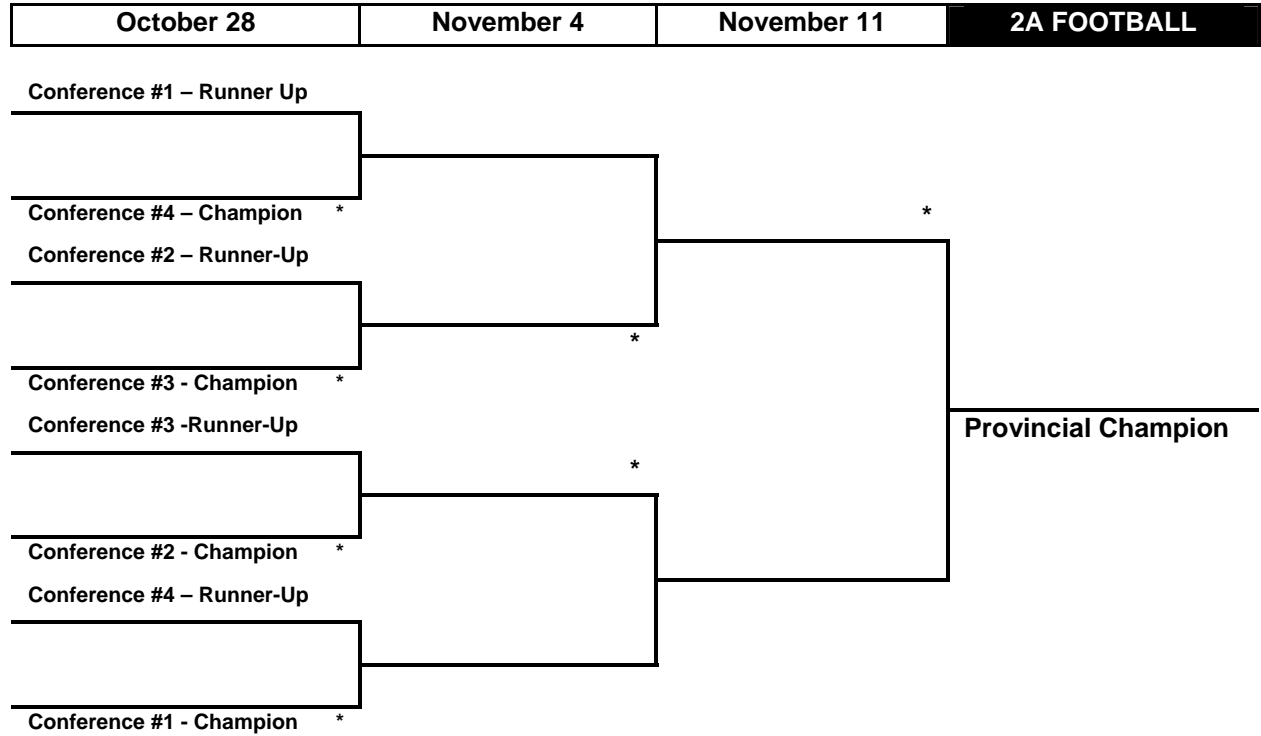 October 28 November 4 November 11 2A FOOTBALL
Conference #1 – Runner Up
Conference #4 – Champion * *
Conference #2 – Runner-Up
*
Conference #3 - Champion *
Conference #3 -Runner-Up
Provincial Champion
*
Conference #2 - Champion *
Conference #4 – Runner-Up
Conference #1 - Champion *